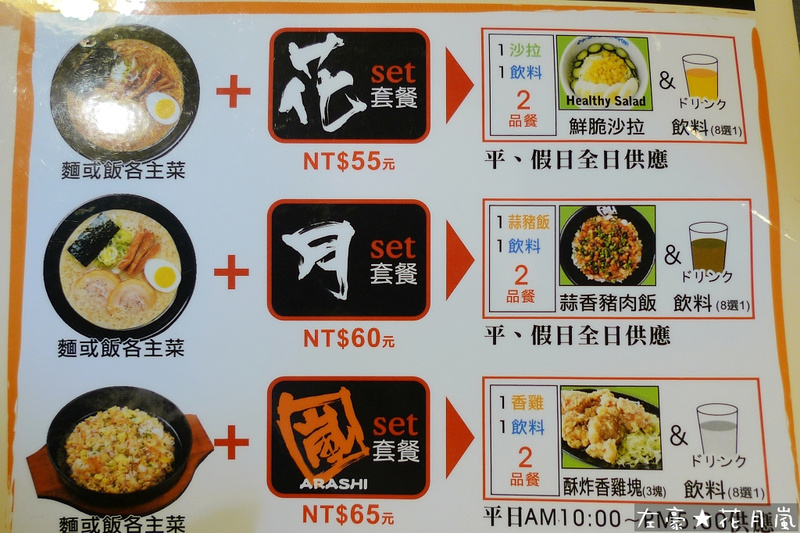 花
set
套餐
1沙拉
1飲料
2
品餐
Healthy Salad
&
ドリンク
鮮脆沙拉
飲料(8選1)
麵或飯各主菜
NT$55元
平、假日全日供應
月
set
套餐
1蒜豬飯
1飲料
2
品餐
&
ドリンク
蒜香豬肉飯
飲料(8選1)
麵或飯各主菜
NT$60元
平、假日全日供應
嵐
ARASHI
set
套餐
1香雞
1飲料
2
品餐
&
ドリンク
酥炸香雞塊(3塊)
飲料(8選1)
麵或飯各主菜
NT$65元
平日AM10:00~PM5:00供應
左豪★花月嵐